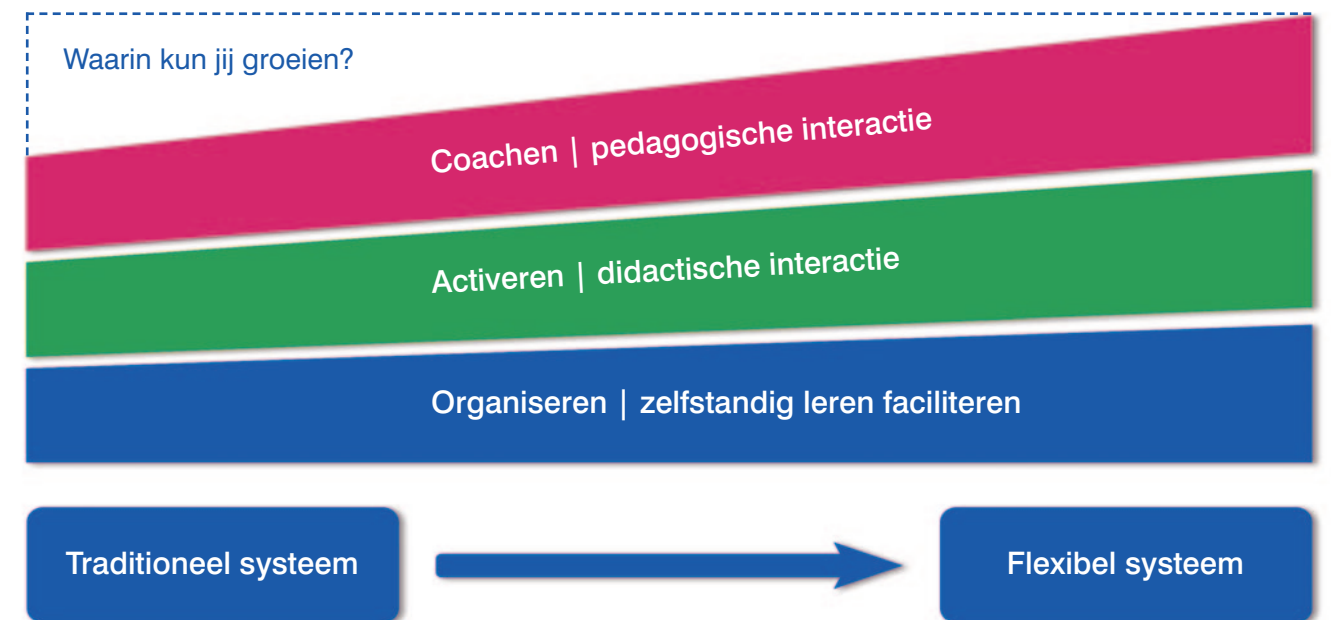 Waarin kun jij groeien?
Coachen | pedagogische interactie
Activeren | didactische interactie
Organiseren | zelfstandig leren faciliteren
Traditioneel systeem
Flexibel systeem